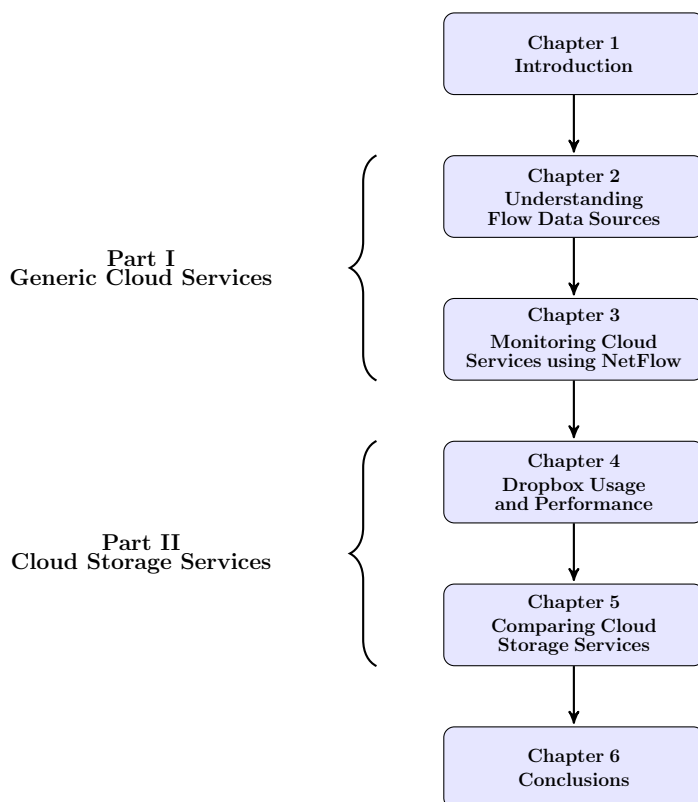 Chapter 1
Introduction
Chapter 2
Understanding
Flow Data Sources
Part I
Generic Cloud Services
Chapter 3
Monitoring Cloud
Services using NetFlow
Chapter 4
Dropbox Usage
and Performance
Part II
Cloud Storage Services
Chapter 5
Comparing Cloud
Storage Services
Chapter 6
Conclusions